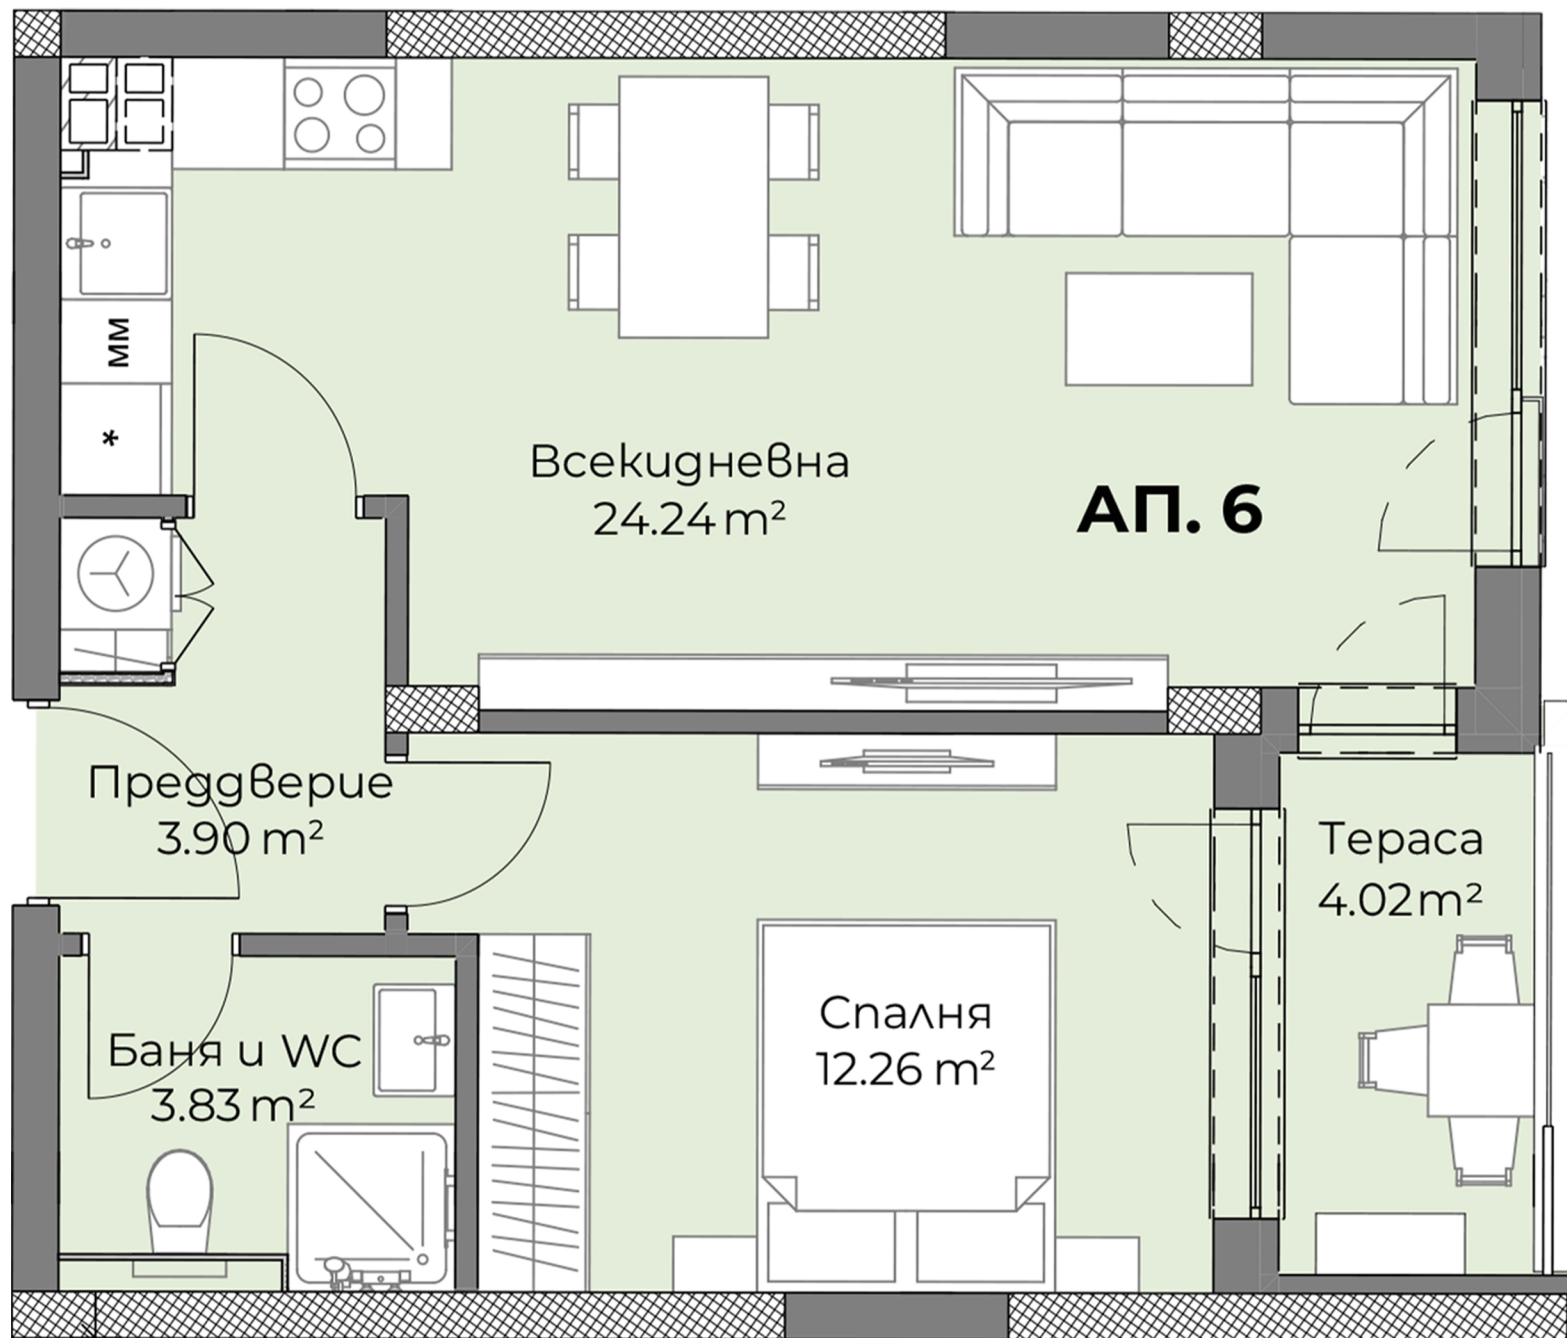 ММ
*
Всекидневна
24.24 m²
АП. 6
Преддверие
3.90 m²
Тераса
4.02 m²
Спалня
12.26 m²
Баня и WC
3.83 m²